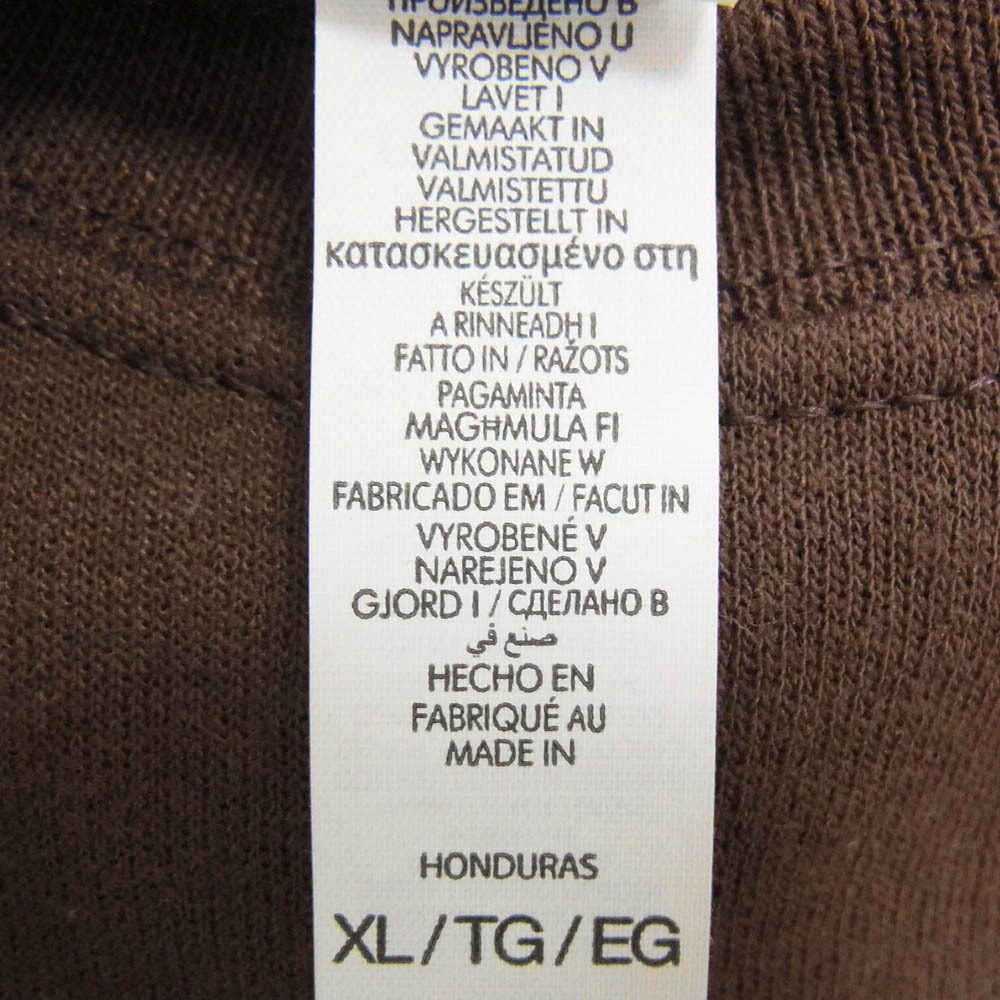 ПРОИЗВЕДЕНО В
NAPRAVLJENO U
VYROBENO V
LAVET I
GEMAAKT IN
VALMISTATUD
VALMISTETTU
HERGESTELLT IN
κατασκευασμένο στη
KÉSZÜLT
A RINNEADH I
FATTO IN / RAŽOTS
PAGAMINTA
MAGĦMULA FI
WYKONANE W
FABRICADO EM / FACUT IN
VYROBENÉ V
NAREJENO V
GJORD I / СДЕЛАНО В
صنع في
HECHO EN
FABRIQUÉ AU
MADE IN
HONDURAS
XL / TG / EG